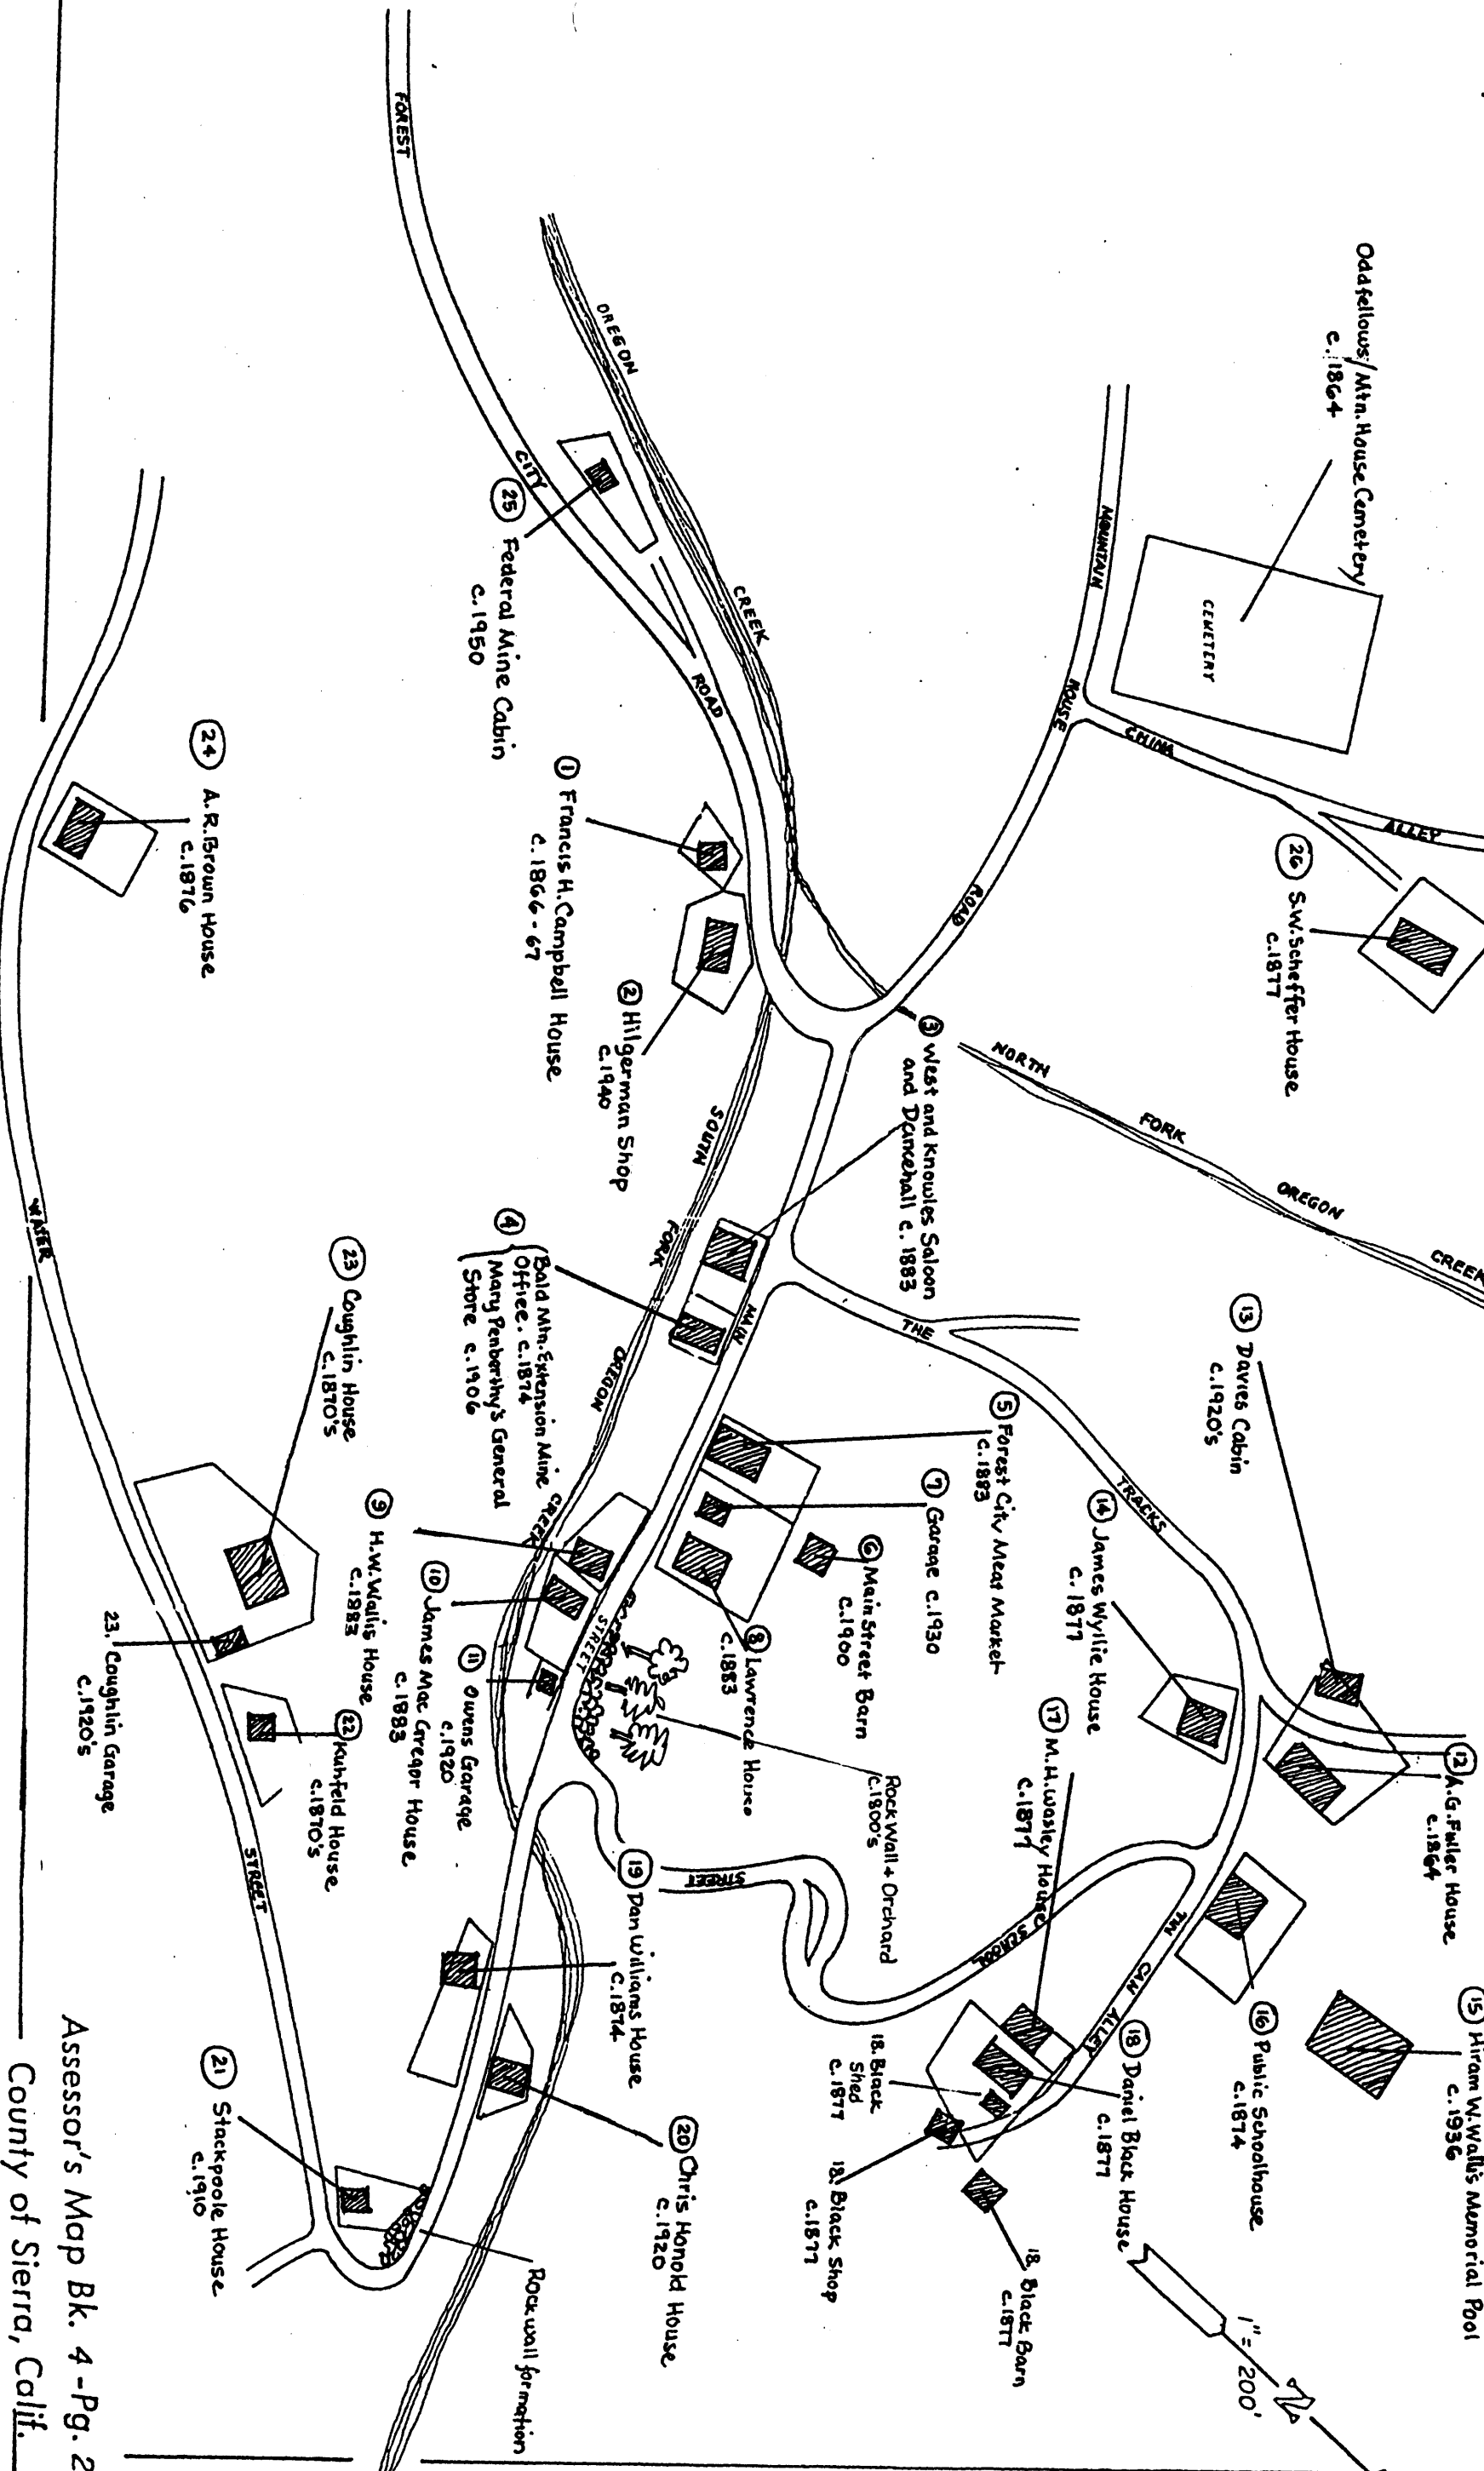 Oddfellows/Mtn. House Cemetery
c. 1864
CEMETERY
MOUNTAIN
HOUSE
ROAD
CHINA
ALLEY
26 S.W. Scheffer House
c. 1877
NORTH
FORK
OREGON
CREEK
FOREST
CITY
ROAD
OREGON
CREEK
25 Federal Mine Cabin
c. 1950
1 Francis H. Campbell House
c. 1866-67
2 Hilgerman Shop
c. 1940
3 West and Knowles Saloon
and Dancehall c. 1883
SOUTH
FORK
OREGON
CREEK
4 Bald Mtn. Extension Mine
Office. c. 1874
Mary Penberthy's General
Store c. 1906
MAIN
STREET
THE
TRACKS
5 Forest City Meat Market
c. 1883
6 Main Street Barn
c. 1900
7 Garage c. 1930
8 Lawrence House
c. 1883
9 H.W. Wallis House
c. 1883
10 James Mac Gregor House
c. 1883
11 Owens Garage
c. 1920
Rock Wall + Orchard
c. 1800's
12 A.G. Fuller House
c. 1864
13 Davies Cabin
c. 1920's
14 James Wyllie House
c. 1877
15 Hiram W. Wallis Memorial Pool
c. 1936
16 Public Schoolhouse
c. 1874
17 M.H. Wasley House
c. 1877
SCHOOL
STREET
TIN
CAN
ALLEY
18 Daniel Black House
c. 1877
18. Black
Shed
c. 1877
18. Black Shop
c. 1877
18. Black Barn
c. 1877
19 Dan Williams House
c. 1874
20 Chris Honold House
c. 1920
Rockwall formation
21 Stackpoole House
c. 1910
22 Kuhfeld House
c. 1870's
23 Coughlin House
c. 1870's
23. Coughlin Garage
c. 1920's
24 A.R. Brown House
c. 1876
WATER
STREET
1" = 200'
N
Assessor's Map Bk. 4 - Pg. 2
County of Sierra, Calif.